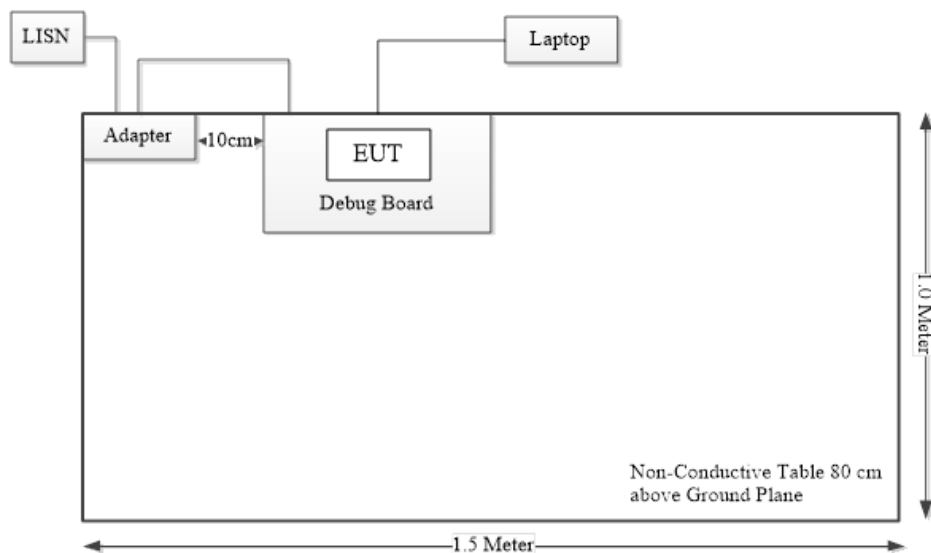 LISN
Laptop
Adapter
10cm
EUT
Debug Board
1.0 Meter
Non-Conductive Table 80 cm
above Ground Plane
1.5 Meter